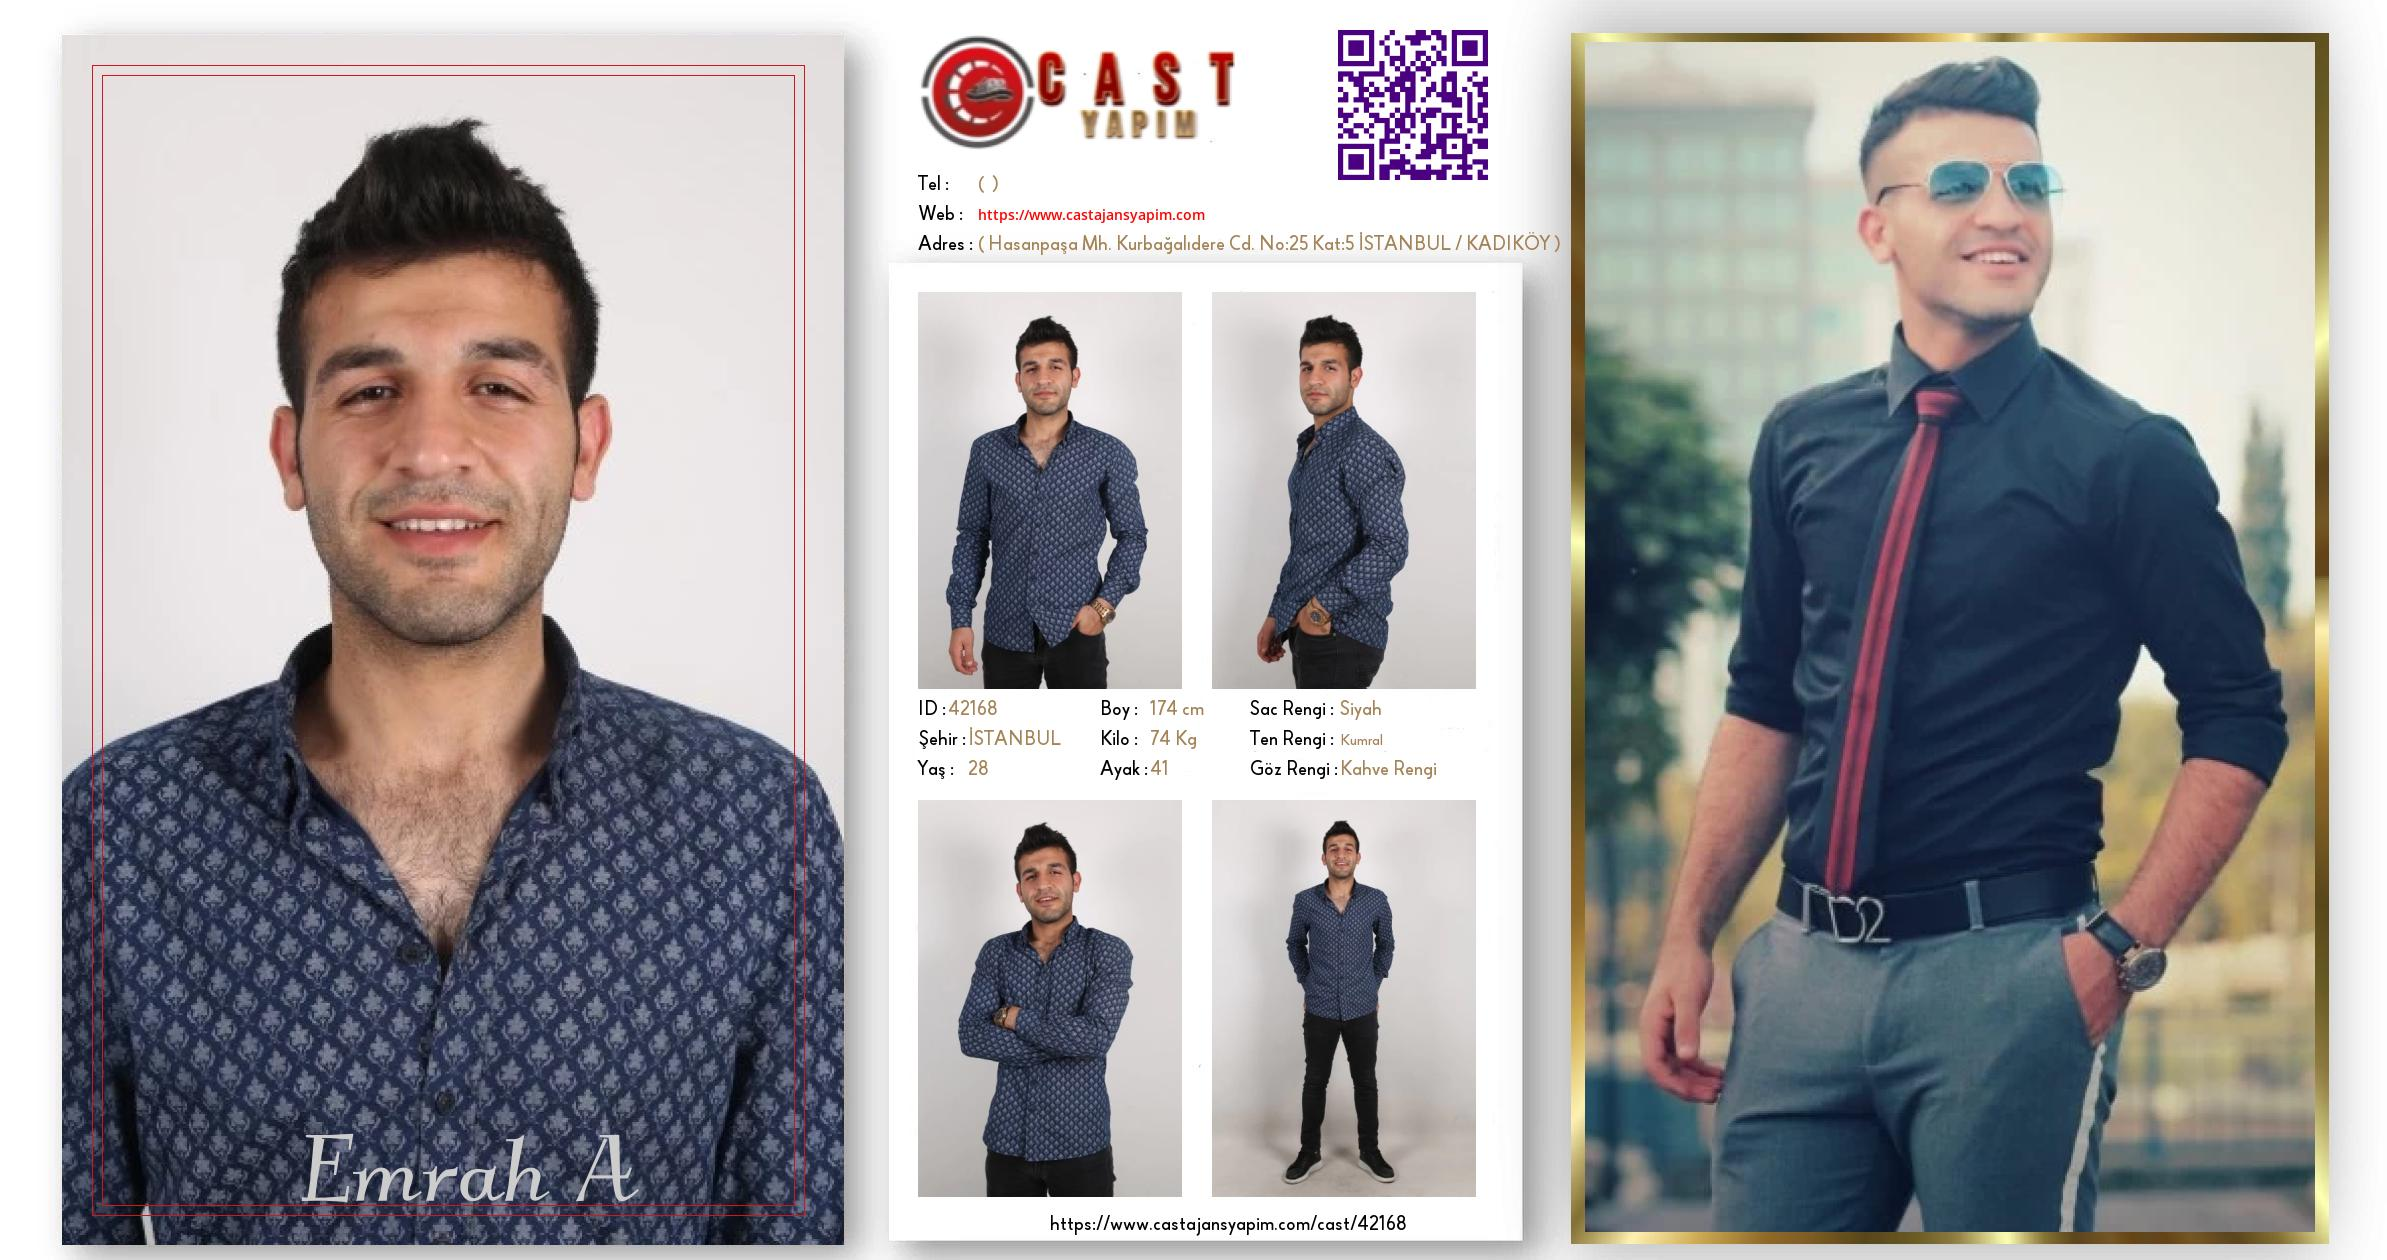 Emrah A
CAST
YAPIM
Tel : ( )
Web : https://www.castajansyapim.com
Adres : ( Hasanpaşa Mh. Kurbağalıdere Cd. No:25 Kat:5 İSTANBUL / KADIKÖY )
ID : 42168 Boy : 174 cm Sac Rengi : Siyah
Şehir : İSTANBUL Kilo : 74 Kg Ten Rengi : Kumral
Yaş : 28 Ayak : 41 Göz Rengi : Kahve Rengi
https://www.castajansyapim.com/cast/42168
D2